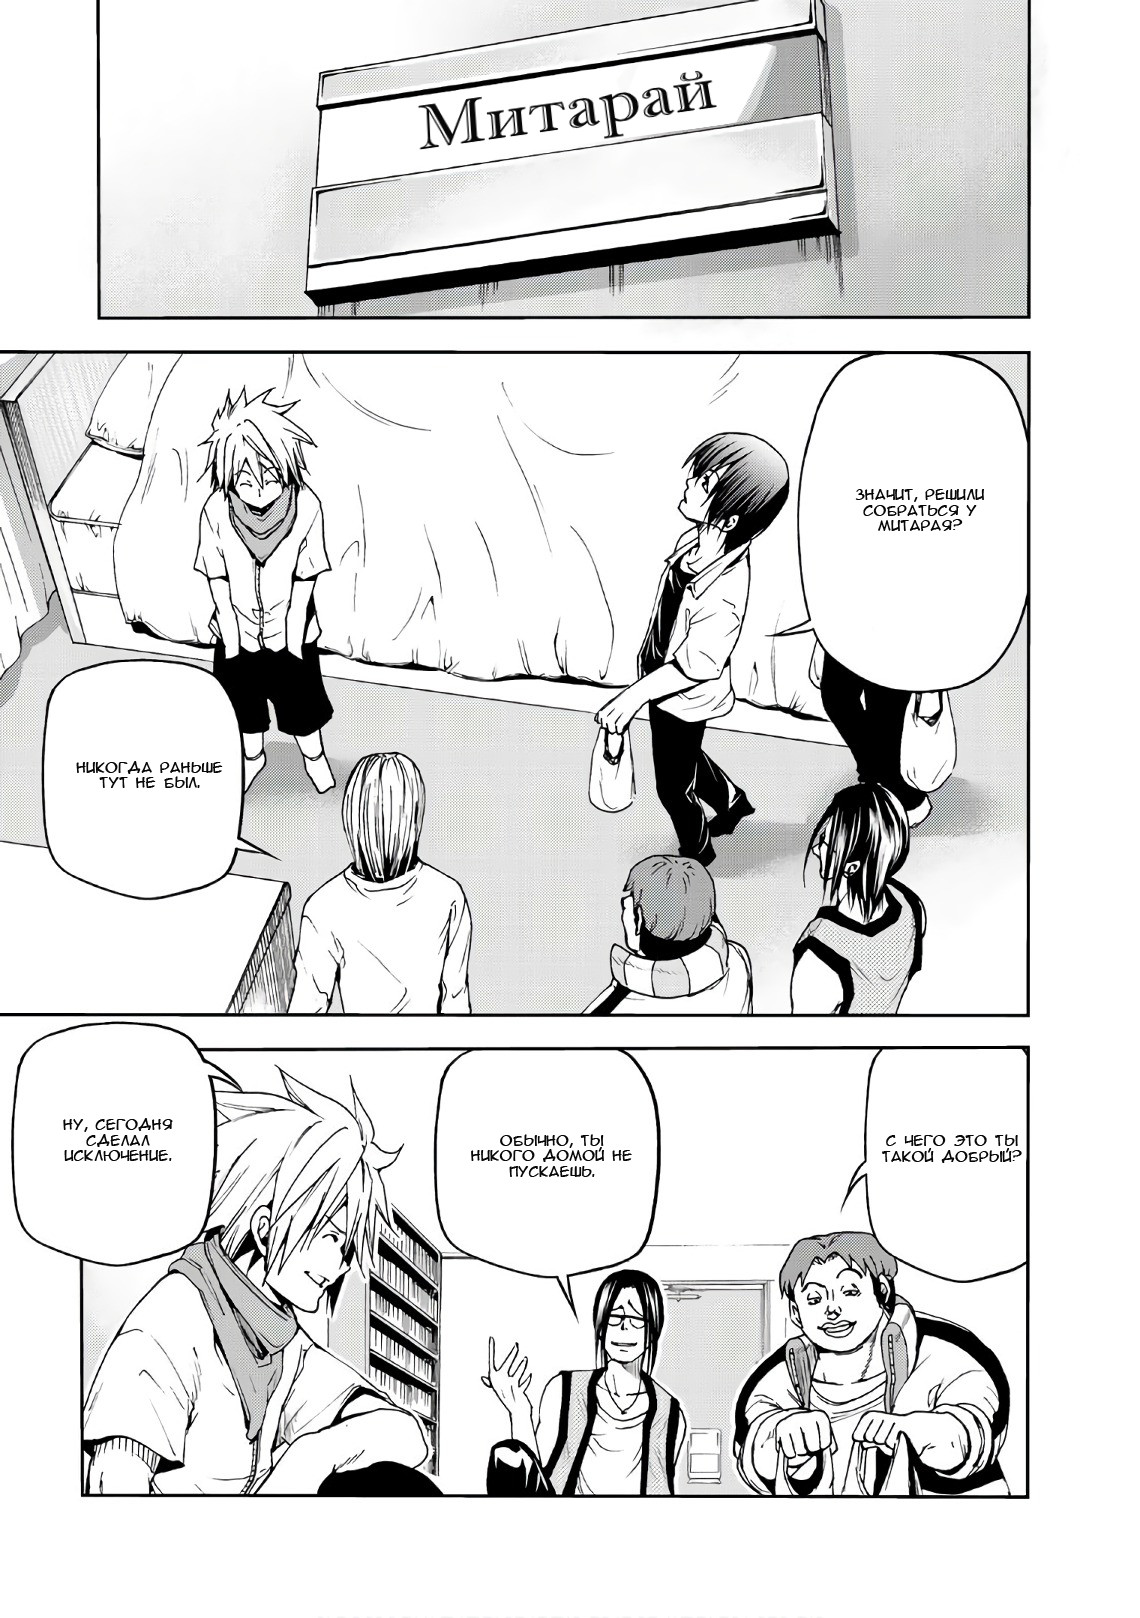 Митарай
ЗНАЧИТ, РЕШИЛИ
СОБРАТЬСЯ У
МИТАРАЯ?
НИКОГДА РАНЬШЕ
ТУТ НЕ БЫЛ.
С ЧЕГО ЭТО ТЫ
ТАКОЙ ДОБРЫЙ?
ОБЫЧНО, ТЫ
НИКОГО ДОМОЙ НЕ
ПУСКАЕШЬ.
НУ, СЕГОДНЯ
СДЕЛАЛ
ИСКЛЮЧЕНИЕ.